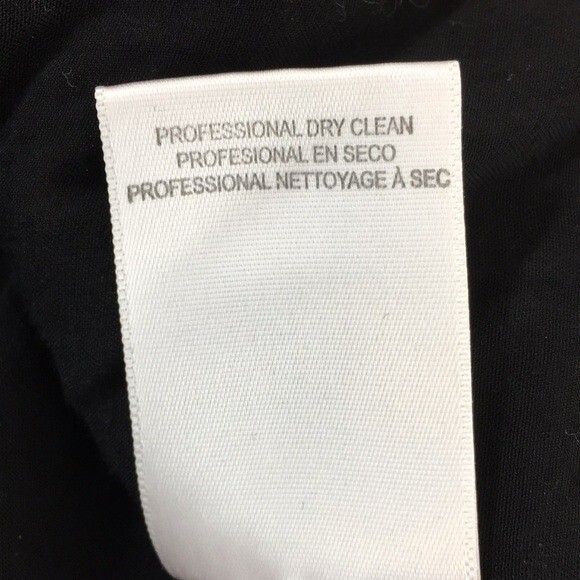 PROFESSIONAL DRY CLEAN
PROFESIONAL EN SECO
PROFESSIONAL NETTOYAGE À SEC